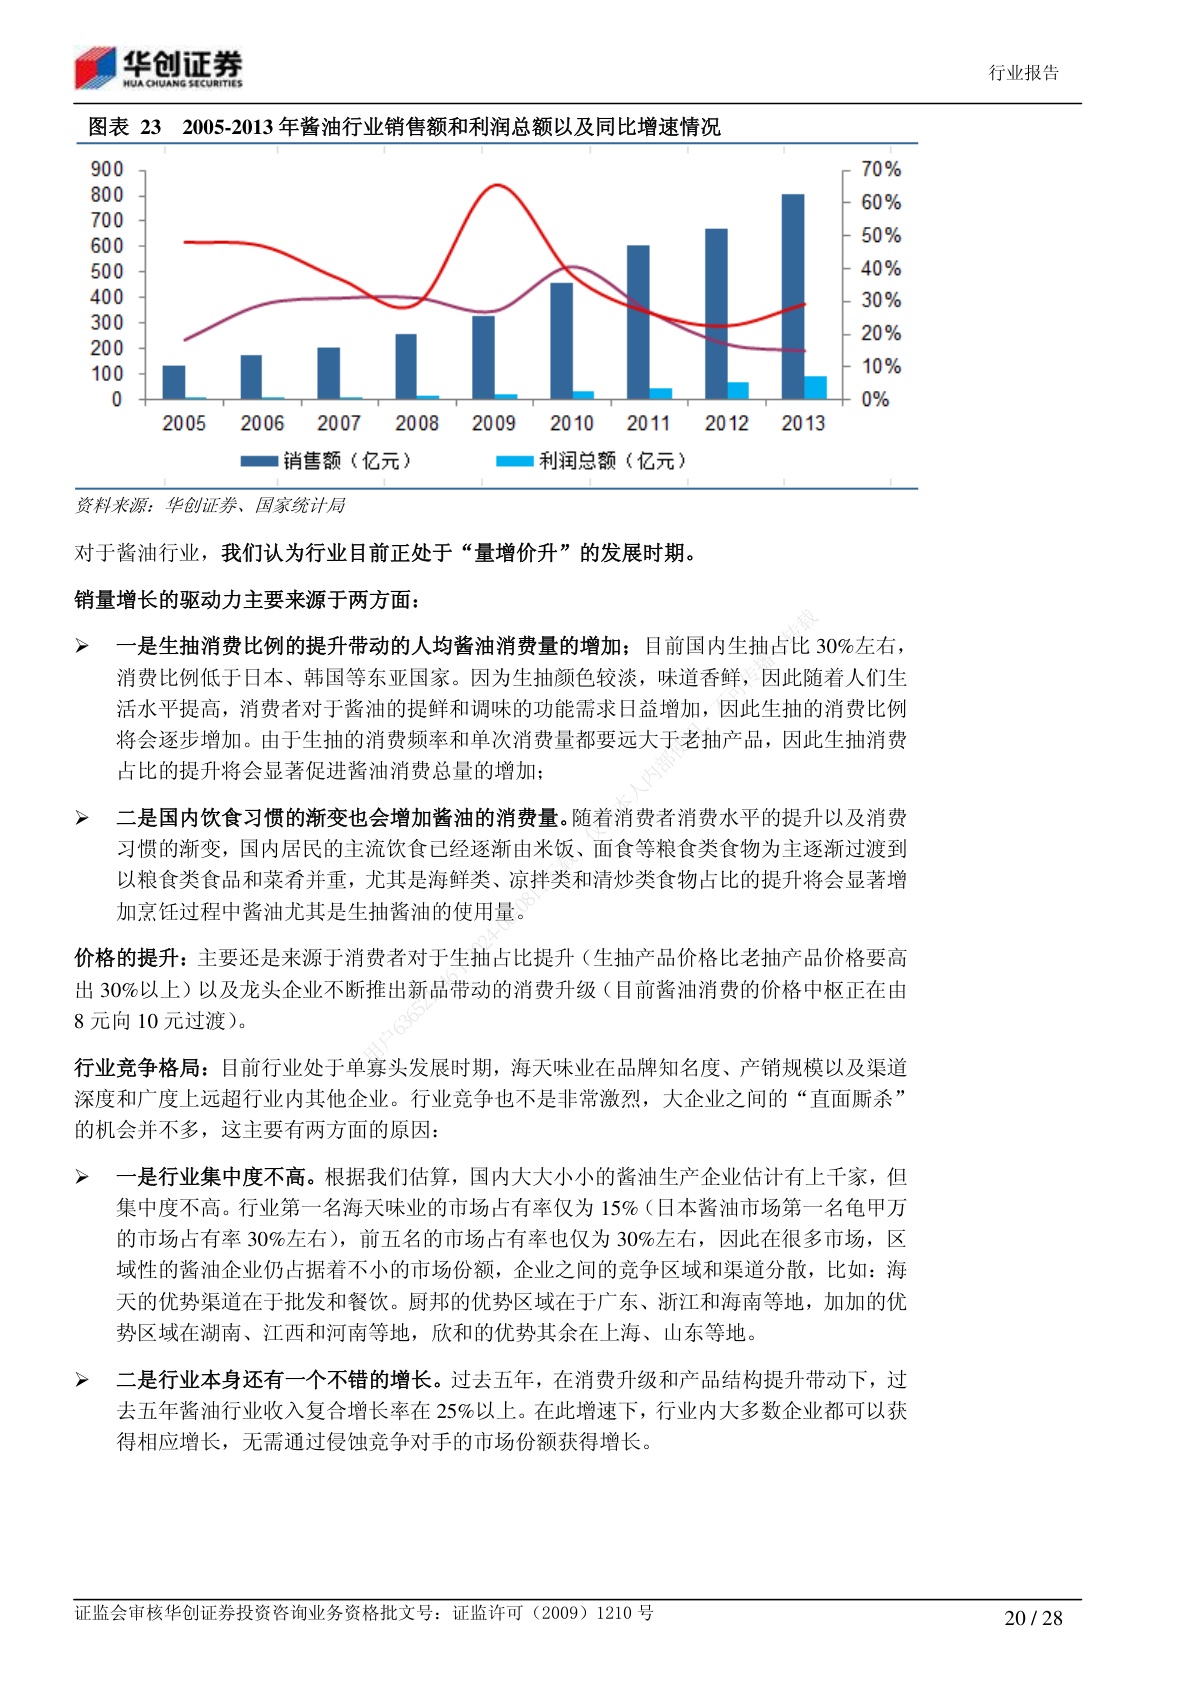 华创证券
HUA CHUANG SECURITIES
行业报告
图表 23 2005-2013 年酱油行业销售额和利润总额以及同比增速情况
900 70%
800 60%
700 50%
600 40%
500 30%
400 20%
300 10%
200 0%
100
0
2005 2006 2007 2008 2009 2010 2011 2012 2013
销售额（亿元） 利润总额（亿元）
资料来源：华创证券、国家统计局
对于酱油行业，我们认为行业目前正处于“量增价升”的发展时期。
销量增长的驱动力主要来源于两方面：
➢ 一是生抽消费比例的提升带动的人均酱油消费量的增加；目前国内生抽占比 30%左右，
消费比例低于日本、韩国等东亚国家。因为生抽颜色较淡，味道香鲜，因此随着人们生
活水平提高，消费者对于酱油的提鲜和调味的功能需求日益增加，因此生抽的消费比例
将会逐步增加。由于生抽的消费频率和单次消费量都要远大于老抽产品，因此生抽消费
占比的提升将会显著促进酱油消费总量的增加；
➢ 二是国内饮食习惯的渐变也会增加酱油的消费量。随着消费者消费水平的提升以及消费
习惯的渐变，国内居民的主流饮食已经逐渐由米饭、面食等粮食类食物为主逐渐过渡到
以粮食类食品和菜肴并重，尤其是海鲜类、凉拌类和清炒类食物占比的提升将会显著增
加烹饪过程中酱油尤其是生抽酱油的使用量。
价格的提升：主要还是来源于消费者对于生抽占比提升（生抽产品价格比老抽产品价格要高
出 30%以上）以及龙头企业不断推出新品带动的消费升级（目前酱油消费的价格中枢正在由
8 元向 10 元过渡）。
行业竞争格局：目前行业处于单寡头发展时期，海天味业在品牌知名度、产销规模以及渠道
深度和广度上远超行业内其他企业。行业竞争也不是非常激烈，大企业之间的“直面厮杀”
的机会并不多，这主要有两方面的原因：
➢ 一是行业集中度不高。根据我们估算，国内大大小小的酱油生产企业估计有上千家，但
集中度不高。行业第一名海天味业的市场占有率仅为 15%（日本酱油市场第一名龟甲万
的市场占有率 30%左右），前五名的市场占有率也仅为 30%左右，因此在很多市场，区
域性的酱油企业仍占据着不小的市场份额，企业之间的竞争区域和渠道分散，比如：海
天的优势渠道在于批发和餐饮。厨邦的优势区域在于广东、浙江和海南等地，加加的优
势区域在湖南、江西和河南等地，欣和的优势其余在上海、山东等地。
➢ 二是行业本身还有一个不错的增长。过去五年，在消费升级和产品结构提升带动下，过
去五年酱油行业收入复合增长率在 25%以上。在此增速下，行业内大多数企业都可以获
得相应增长，无需通过侵蚀竞争对手的市场份额获得增长。
证监会审核华创证券投资咨询业务资格批文号：证监许可（2009）1210 号
20 / 28